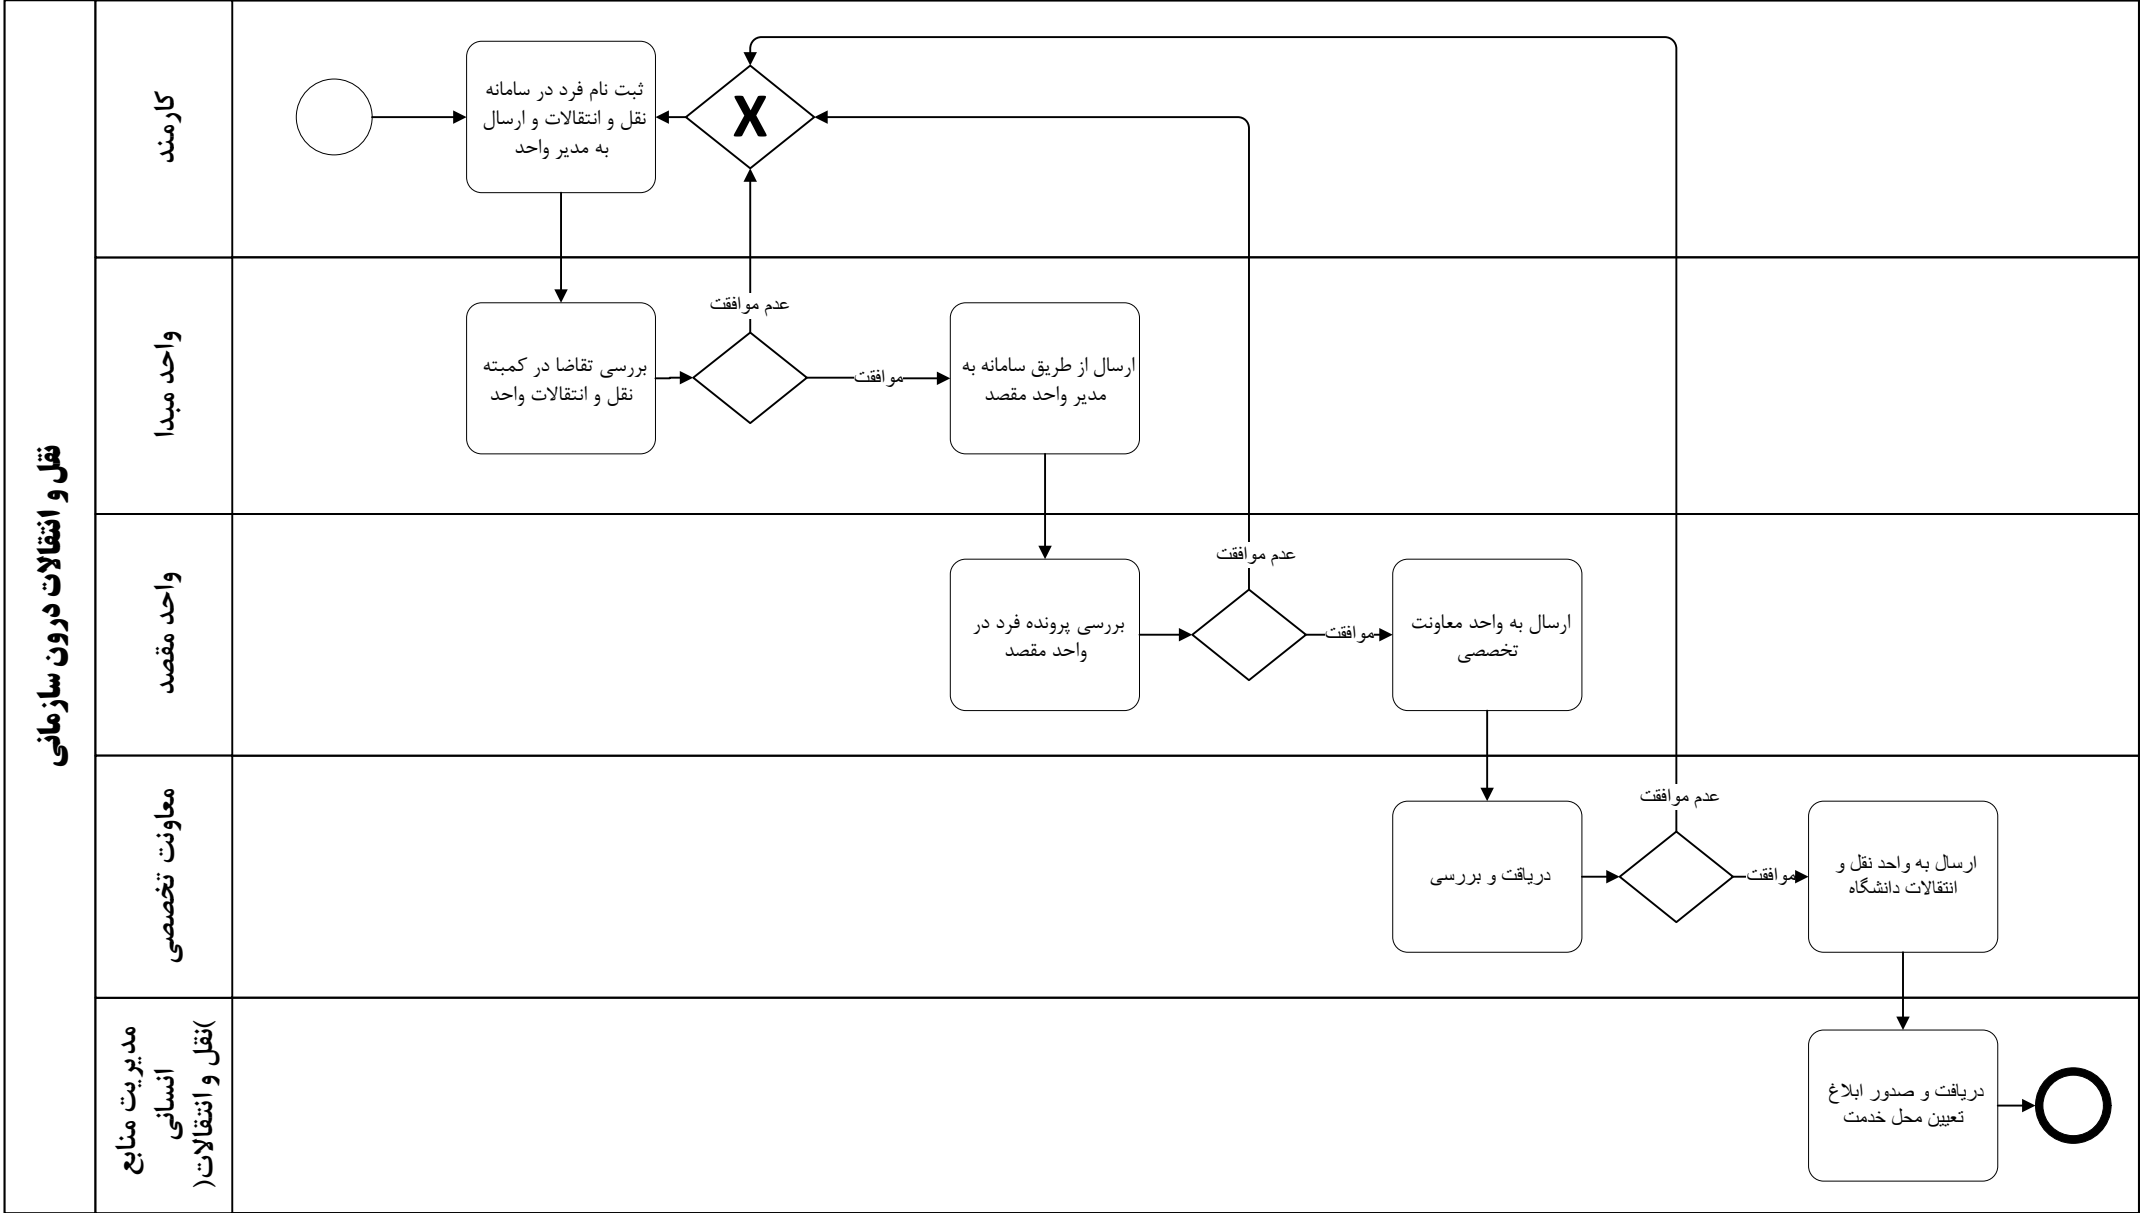 نقل و انتقالات درون سازمانی
کارمند
ثبت نام فرد در سامانه
نقل و انتقالات و ارسال
به مدیر واحد
X
واحد مبدا
بررسی تقاضا در کمبته
نقل و انتقالات واحد
عدم موافقت
موافقت
ارسال از طریق سامانه به
مدیر واحد مقصد
واحد مقصد
بررسی پرونده فرد در
واحد مقصد
عدم موافقت
موافقت
ارسال به واحد معاونت
تخصصی
معاونت تخصصی
دریاقت و بررسی
عدم موافقت
موافقت
ارسال به واحد نقل و
انتقالات دانشگاه
مدیریت منابع
انسانی
)نقل و انتقالات(
دریافت و صدور ابلاغ
تعیین محل خدمت